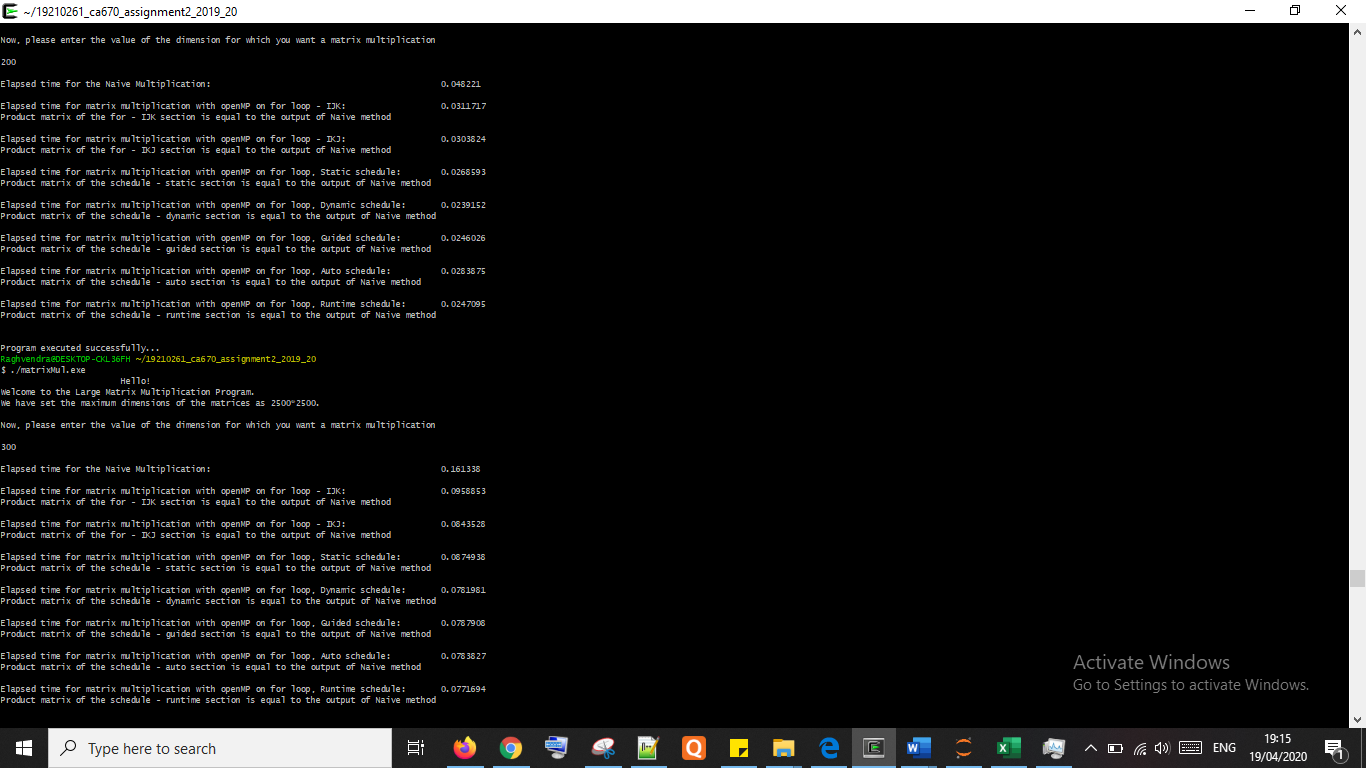 ~/19210261_ca670_assignment2_2019_20
Now, please enter the value of the dimension for which you want a matrix multiplication
200
Elapsed time for the Naive Multiplication: 0.048221
Elapsed time for matrix multiplication with openMP on for loop - IJK: 0.0311717
Product matrix of the for - IJK section is equal to the output of Naive method
Elapsed time for matrix multiplication with openMP on for loop - IKJ: 0.0303824
Product matrix of the for - IKJ section is equal to the output of Naive method
Elapsed time for matrix multiplication with openMP on for loop, Static schedule: 0.0268593
Product matrix of the schedule - static section is equal to the output of Naive method
Elapsed time for matrix multiplication with openMP on for loop, Dynamic schedule: 0.0239152
Product matrix of the schedule - dynamic section is equal to the output of Naive method
Elapsed time for matrix multiplication with openMP on for loop, Guided schedule: 0.0246026
Product matrix of the schedule - guided section is equal to the output of Naive method
Elapsed time for matrix multiplication with openMP on for loop, Auto schedule: 0.0283875
Product matrix of the schedule - auto section is equal to the output of Naive method
Elapsed time for matrix multiplication with openMP on for loop, Runtime schedule: 0.0247095
Product matrix of the schedule - runtime section is equal to the output of Naive method
Program executed successfully...
Raghvendra@DESKTOP-CKL36FH ~/19210261_ca670_assignment2_2019_20
$ ./matrixMul.exe
Hello!
Welcome to the Large Matrix Multiplication Program.
We have set the maximum dimensions of the matrices as 2500*2500.
Now, please enter the value of the dimension for which you want a matrix multiplication
300
Elapsed time for the Naive Multiplication: 0.161338
Elapsed time for matrix multiplication with openMP on for loop - IJK: 0.0958853
Product matrix of the for - IJK section is equal to the output of Naive method
Elapsed time for matrix multiplication with openMP on for loop - IKJ: 0.0843528
Product matrix of the for - IKJ section is equal to the output of Naive method
Elapsed time for matrix multiplication with openMP on for loop, Static schedule: 0.0874938
Product matrix of the schedule - static section is equal to the output of Naive method
Elapsed time for matrix multiplication with openMP on for loop, Dynamic schedule: 0.0781981
Product matrix of the schedule - dynamic section is equal to the output of Naive method
Elapsed time for matrix multiplication with openMP on for loop, Guided schedule: 0.0787908
Product matrix of the schedule - guided section is equal to the output of Naive method
Elapsed time for matrix multiplication with openMP on for loop, Auto schedule: 0.0783827
Product matrix of the schedule - auto section is equal to the output of Naive method
Elapsed time for matrix multiplication with openMP on for loop, Runtime schedule: 0.0771694
Product matrix of the schedule - runtime section is equal to the output of Naive method
Activate Windows
Go to Settings to activate Windows.
Type here to search
ENG
19:15
19/04/2020
1